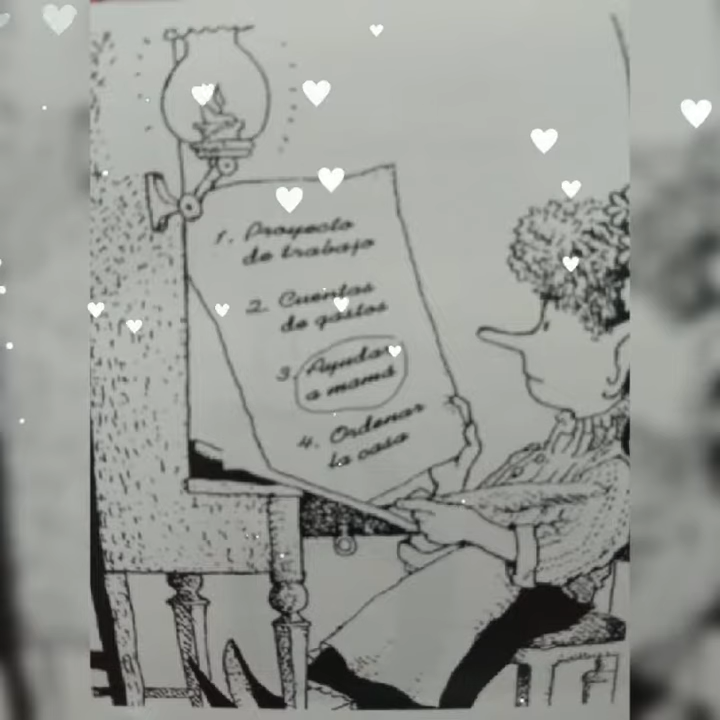 1. Proyecto
de trabajo
2. Cuentas
de gastos
3. Ayudar
a mamá
4. Ordenar
la casa